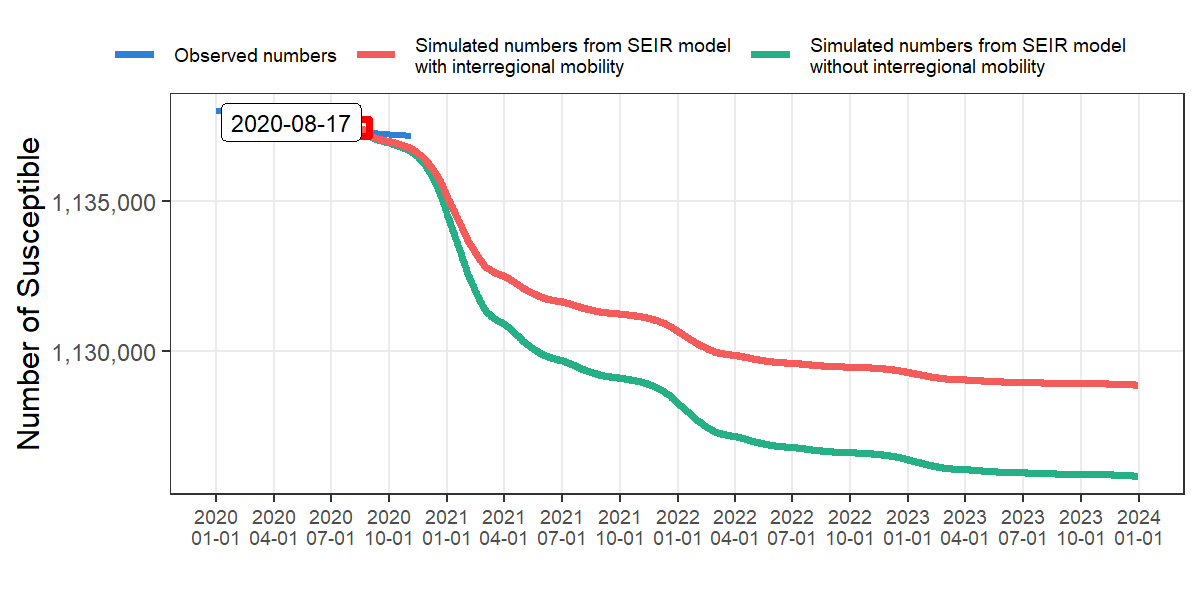 Observed numbers
Simulated numbers from SEIR model
with interregional mobility
Simulated numbers from SEIR model
without interregional mobility
2020-08-17
Number of Susceptible
1,135,000
1,130,000
2020 2020 2020 2020 2021 2021 2021 2021 2022 2022 2022 2022 2023 2023 2023 2023 2024
01-01 04-01 07-01 10-01 01-01 04-01 07-01 10-01 01-01 04-01 07-01 10-01 01-01 04-01 07-01 10-01 01-01